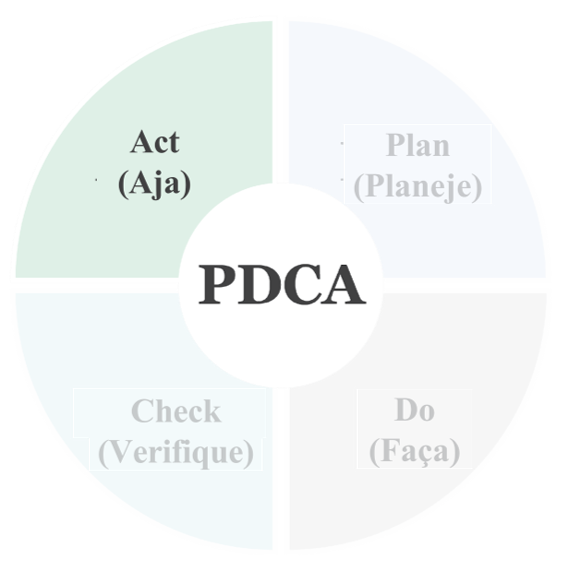 Act
(Aja)
Plan
(Planeje)
PDCA
Check
(Verifique)
Do
(Faça)